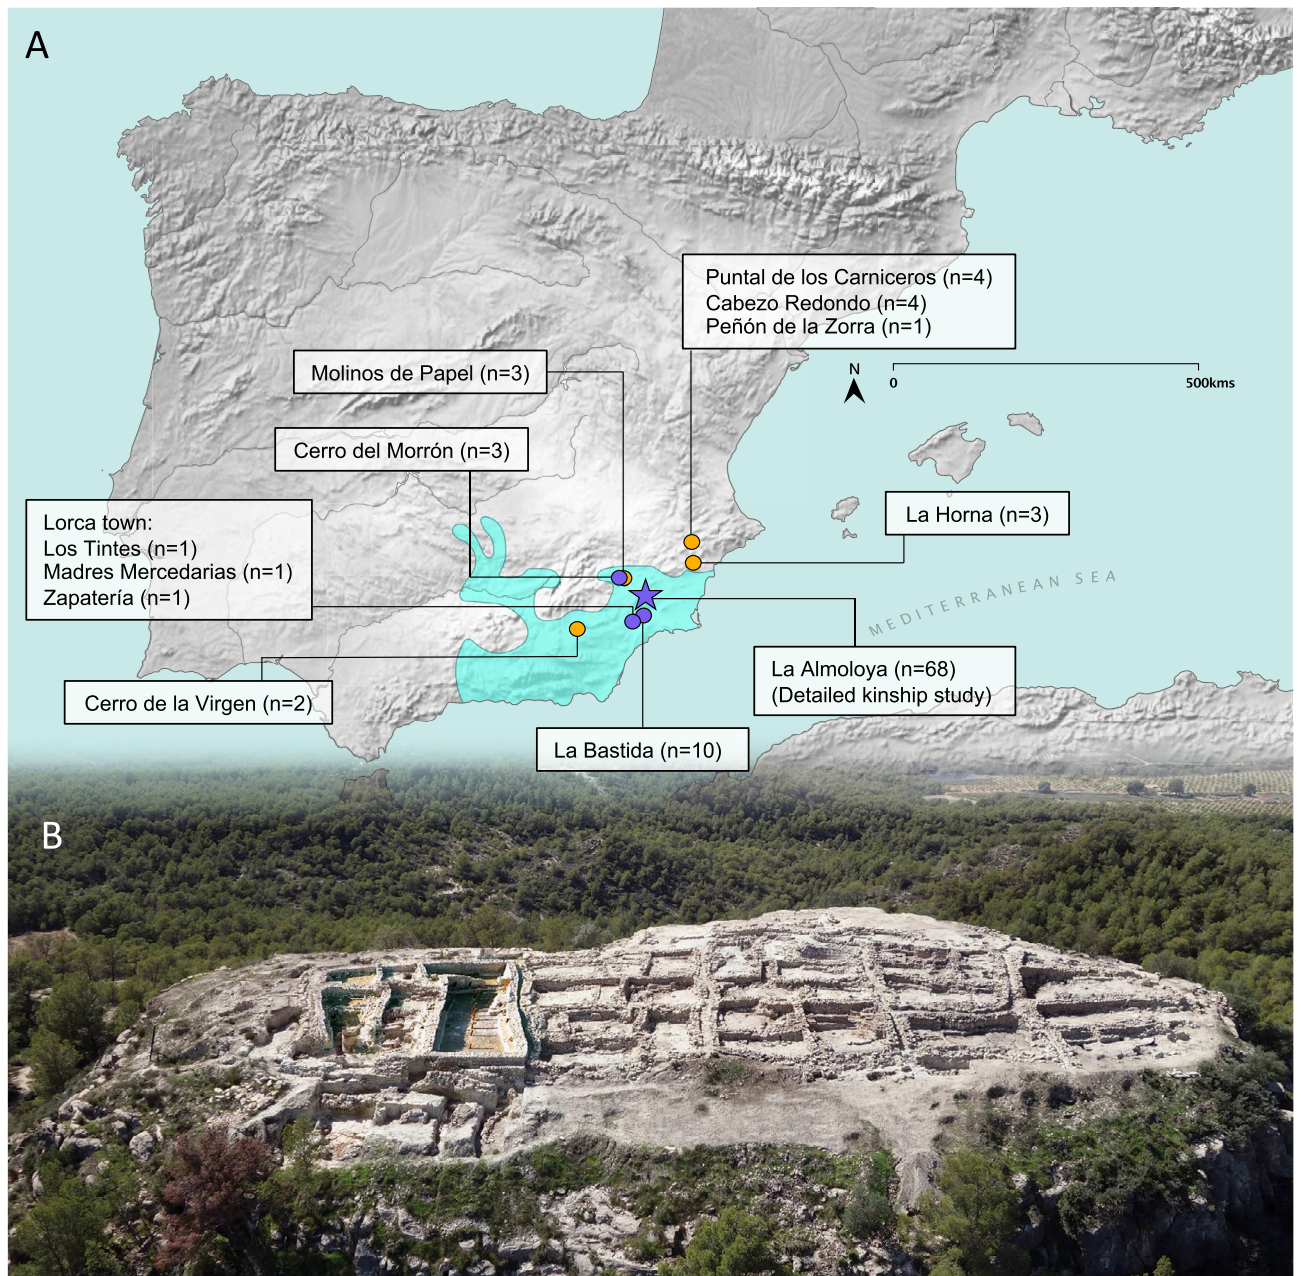 A
Puntal de los Carniceros (n=4)
Cabezo Redondo (n=4)
Peñón de la Zorra (n=1)
Molinos de Papel (n=3)
N
0
500kms
Cerro del Morrón (n=3)
La Horna (n=3)
Lorca town:
Los Tintes (n=1)
Madres Mercedarias (n=1)
Zapatería (n=1)
MEDITERRANEAN SEA
La Almoloya (n=68)
(Detailed kinship study)
Cerro de la Virgen (n=2)
La Bastida (n=10)
B